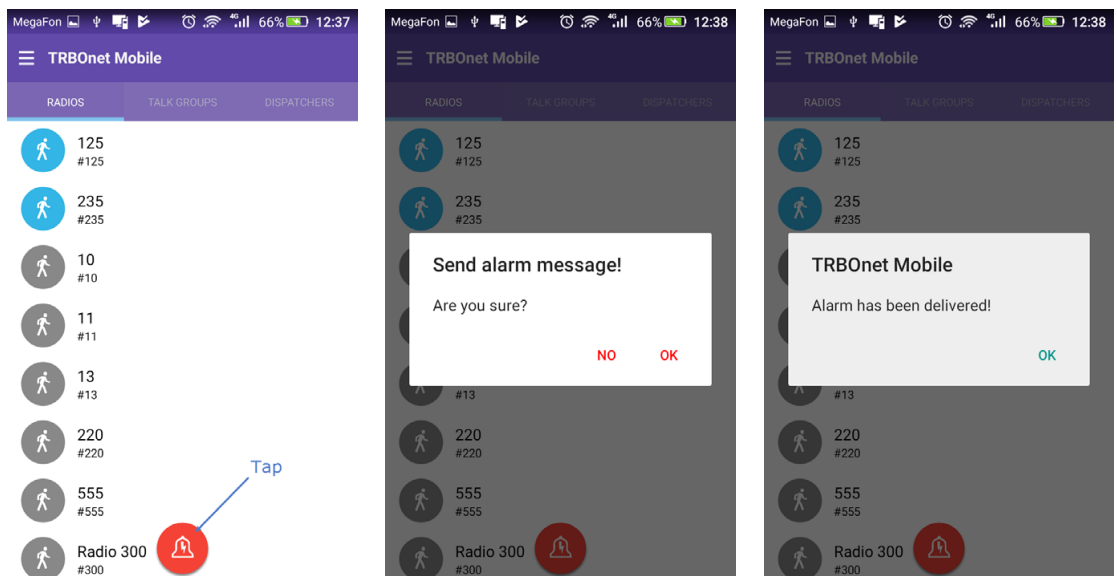 MegaFon 4G 66% 12:37
TRBOnet Mobile
RADIOS TALK GROUPS DISPATCHERS
125
#125
235
#235
10
#10
11
#11
13
#13
220
#220
Tap
555
#555
Radio 300
#300
MegaFon 4G 66% 12:38
TRBOnet Mobile
RADIOS TALK GROUPS DISPATCHERS
125
#125
235
Send alarm message!
Are you sure?
NO OK
#13
220
#220
555
#555
Radio 300
#300
MegaFon 4G 66% 12:38
TRBOnet Mobile
RADIOS TALK GROUPS DISPATCHERS
125
#125
235
#235
TRBOnet Mobile
Alarm has been delivered!
OK
#13
220
#220
555
#555
Radio 300
#300